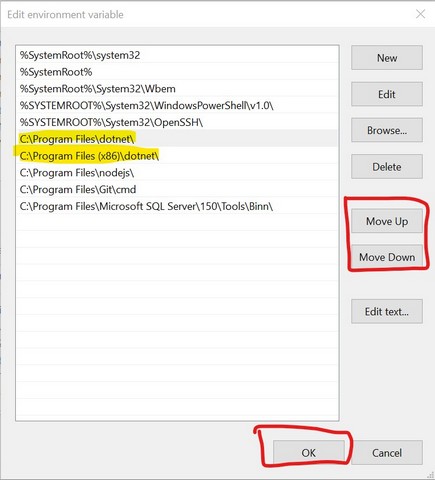 Edit environment variable
%SystemRoot%\system32
%SystemRoot%
%SystemRoot%\System32\Wbem
%SYSTEMROOT%\System32\WindowsPowerShell\v1.0\
%SYSTEMROOT%\System32\OpenSSH\
C:\Program Files\dotnet\
C:\Program Files (x86)\dotnet\
C:\Program Files\nodejs\
C:\Program Files\Git\cmd
C:\Program Files\Microsoft SQL Server\150\Tools\Binn\
New
Edit
Browse...
Delete
Move Up
Move Down
Edit text...
OK
Cancel